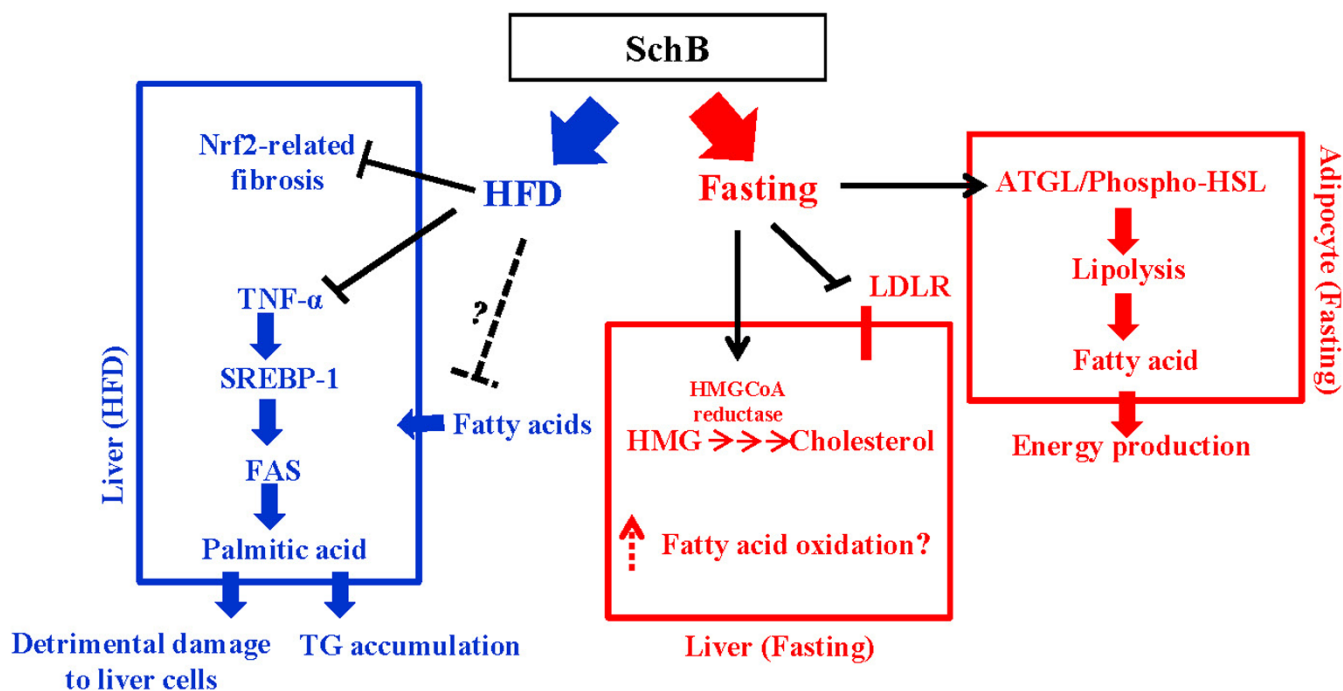 SchB
Nrf2-related
fibrosis
HFD
Fasting
ATGL/Phospho-HSL
Lipolysis
Fatty acid
Energy production
Adipocyte (Fasting)
TNF-α
SREBP-1
FAS
Palmitic acid
Liver (HFD)
?
Fatty acids
Detrimental damage
to liver cells
TG accumulation
LDLR
HMGCoA
reductase
HMG Cholesterol
Fatty acid oxidation?
Liver (Fasting)